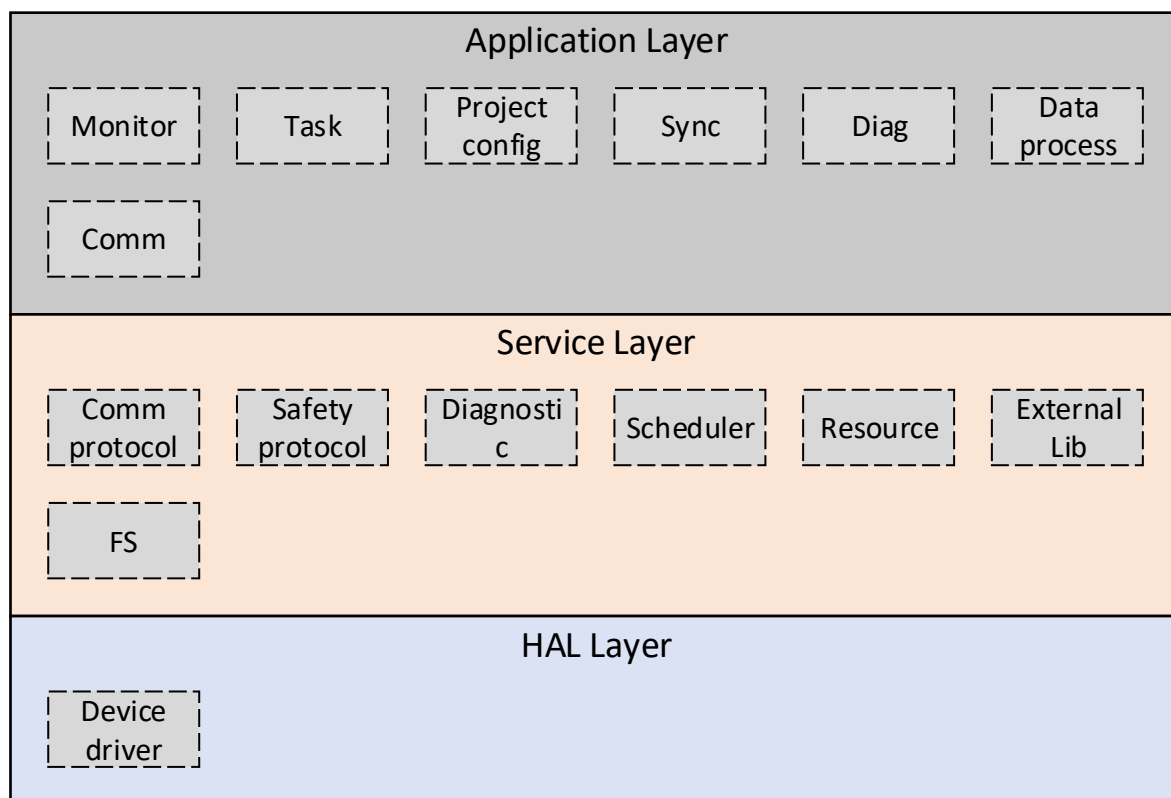 Application Layer
Monitor
Task
Project
config
Sync
Diag
Data
process
Comm
Service Layer
Comm
protocol
Safety
protocol
Diagnosti
c
Scheduler
Resource
External
Lib
FS
HAL Layer
Device
driver